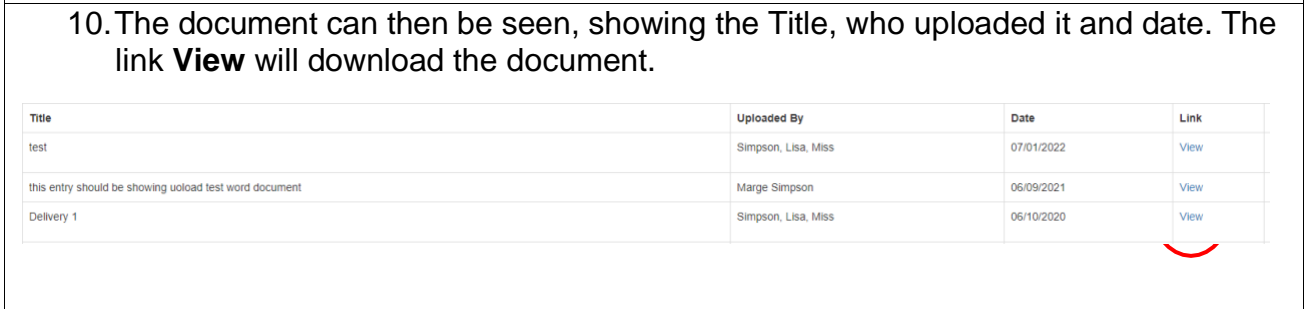 10. The document can then be seen, showing the Title, who uploaded it and date. The
link View will download the document.
Title Uploaded By Date Link
test Simpson, Lisa, Miss 07/01/2022 View
this entry should be showing uoload test word document Marge Simpson 06/09/2021 View
Delivery 1 Simpson, Lisa, Miss 06/10/2020 View